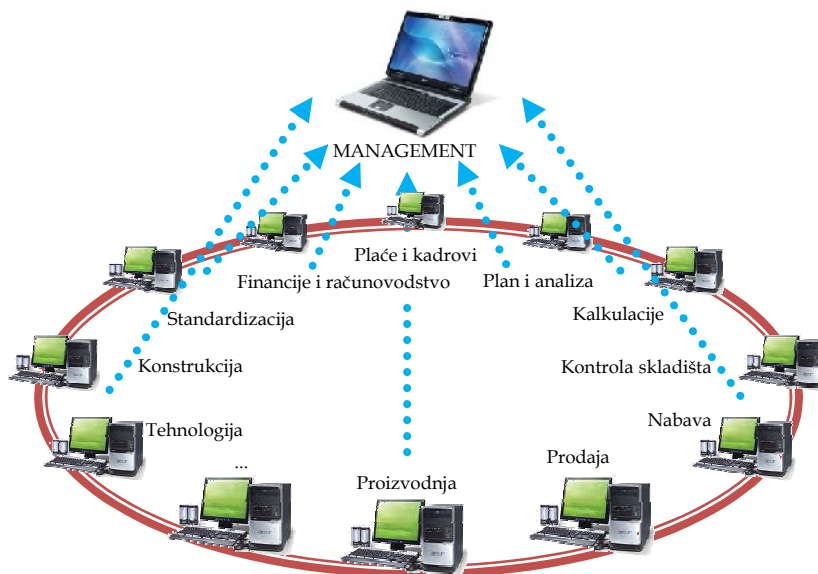 MANAGEMENT
Plaće i kadrovi
Financije i računovodstvo
Plan i analiza
Standardizacija
Kalkulacije
Konstrukcija
Kontrola skladišta
Tehnologija
Nabava
...
Prodaja
Proizvodnja